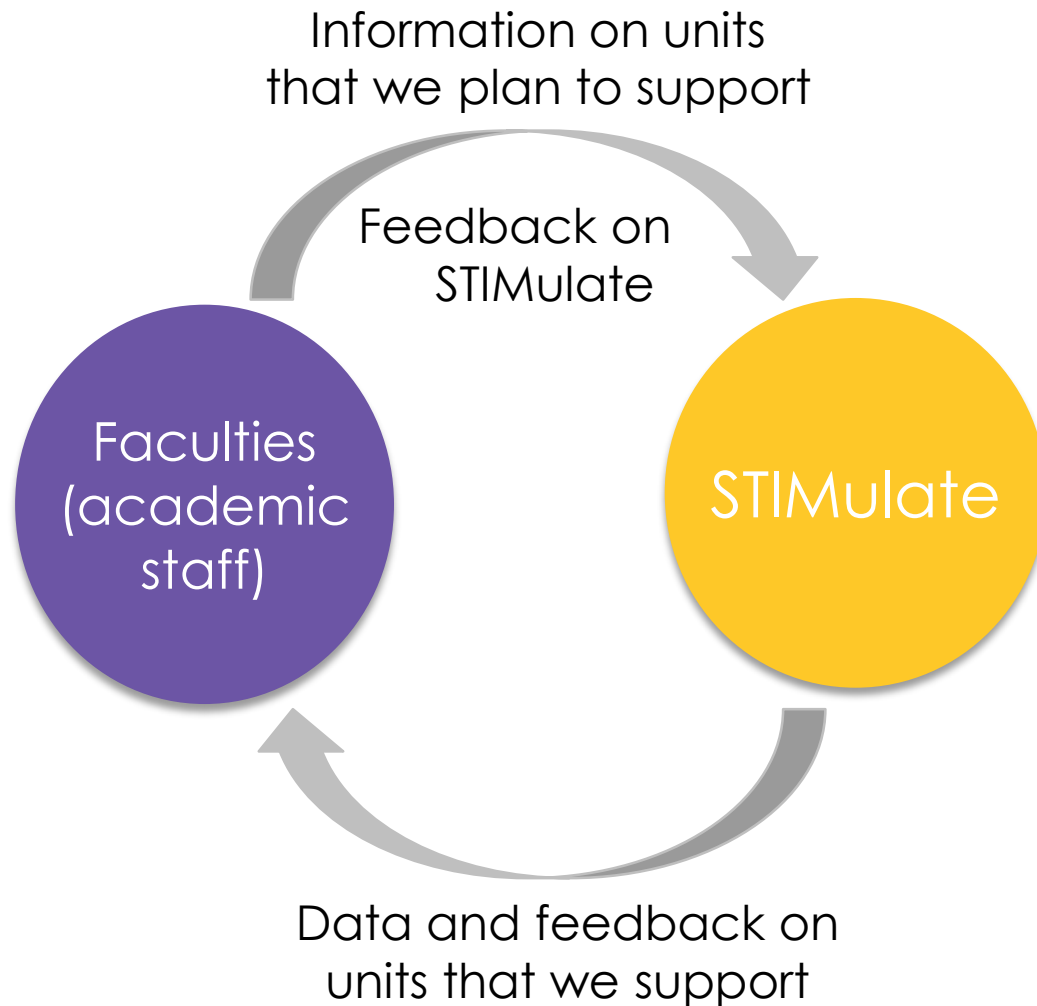 Information on units
that we plan to support
Feedback on
STIMulate
Faculties
(academic
staff)
STIMulate
Data and feedback on
units that we support